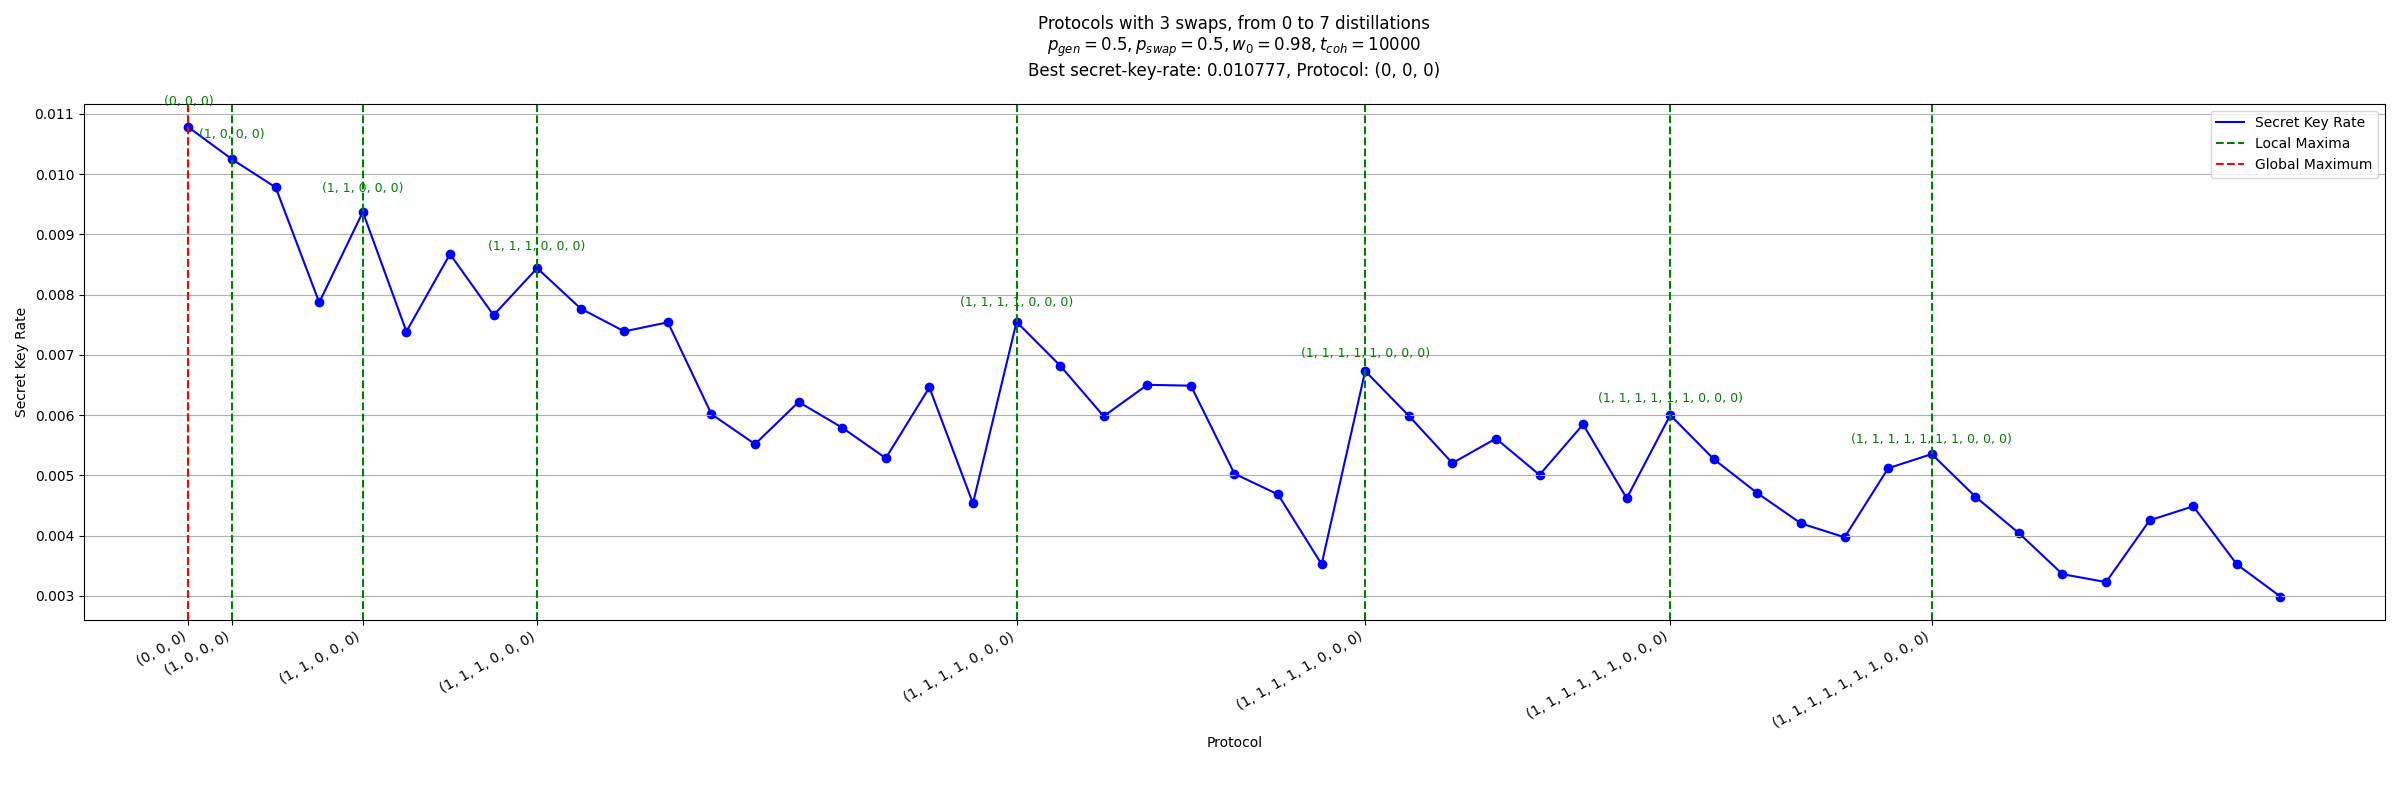 Protocols with 3 swaps, from 0 to 7 distillations
p_gen = 0.5, p_swap = 0.5, w_0 = 0.98, t_coh = 10000
Best secret-key-rate: 0.010777, Protocol: (0, 0, 0)
(0, 0, 0)
(1, 0, 0, 0)
(1, 1, 0, 0, 0)
(1, 1, 1, 0, 0, 0)
(1, 1, 1, 1, 0, 0, 0)
(1, 1, 1, 1, 1, 0, 0, 0)
(1, 1, 1, 1, 1, 1, 0, 0, 0)
(1, 1, 1, 1, 1, 1, 1, 0, 0, 0)
Secret Key Rate
Local Maxima
Global Maximum
Secret Key Rate
0.011
0.010
0.009
0.008
0.007
0.006
0.005
0.004
0.003
(0, 0, 0)
(1, 0, 0, 0)
(1, 1, 0, 0, 0)
(1, 1, 1, 0, 0, 0)
(1, 1, 1, 1, 0, 0, 0)
(1, 1, 1, 1, 1, 0, 0, 0)
(1, 1, 1, 1, 1, 1, 0, 0, 0)
(1, 1, 1, 1, 1, 1, 1, 0, 0, 0)
Protocol